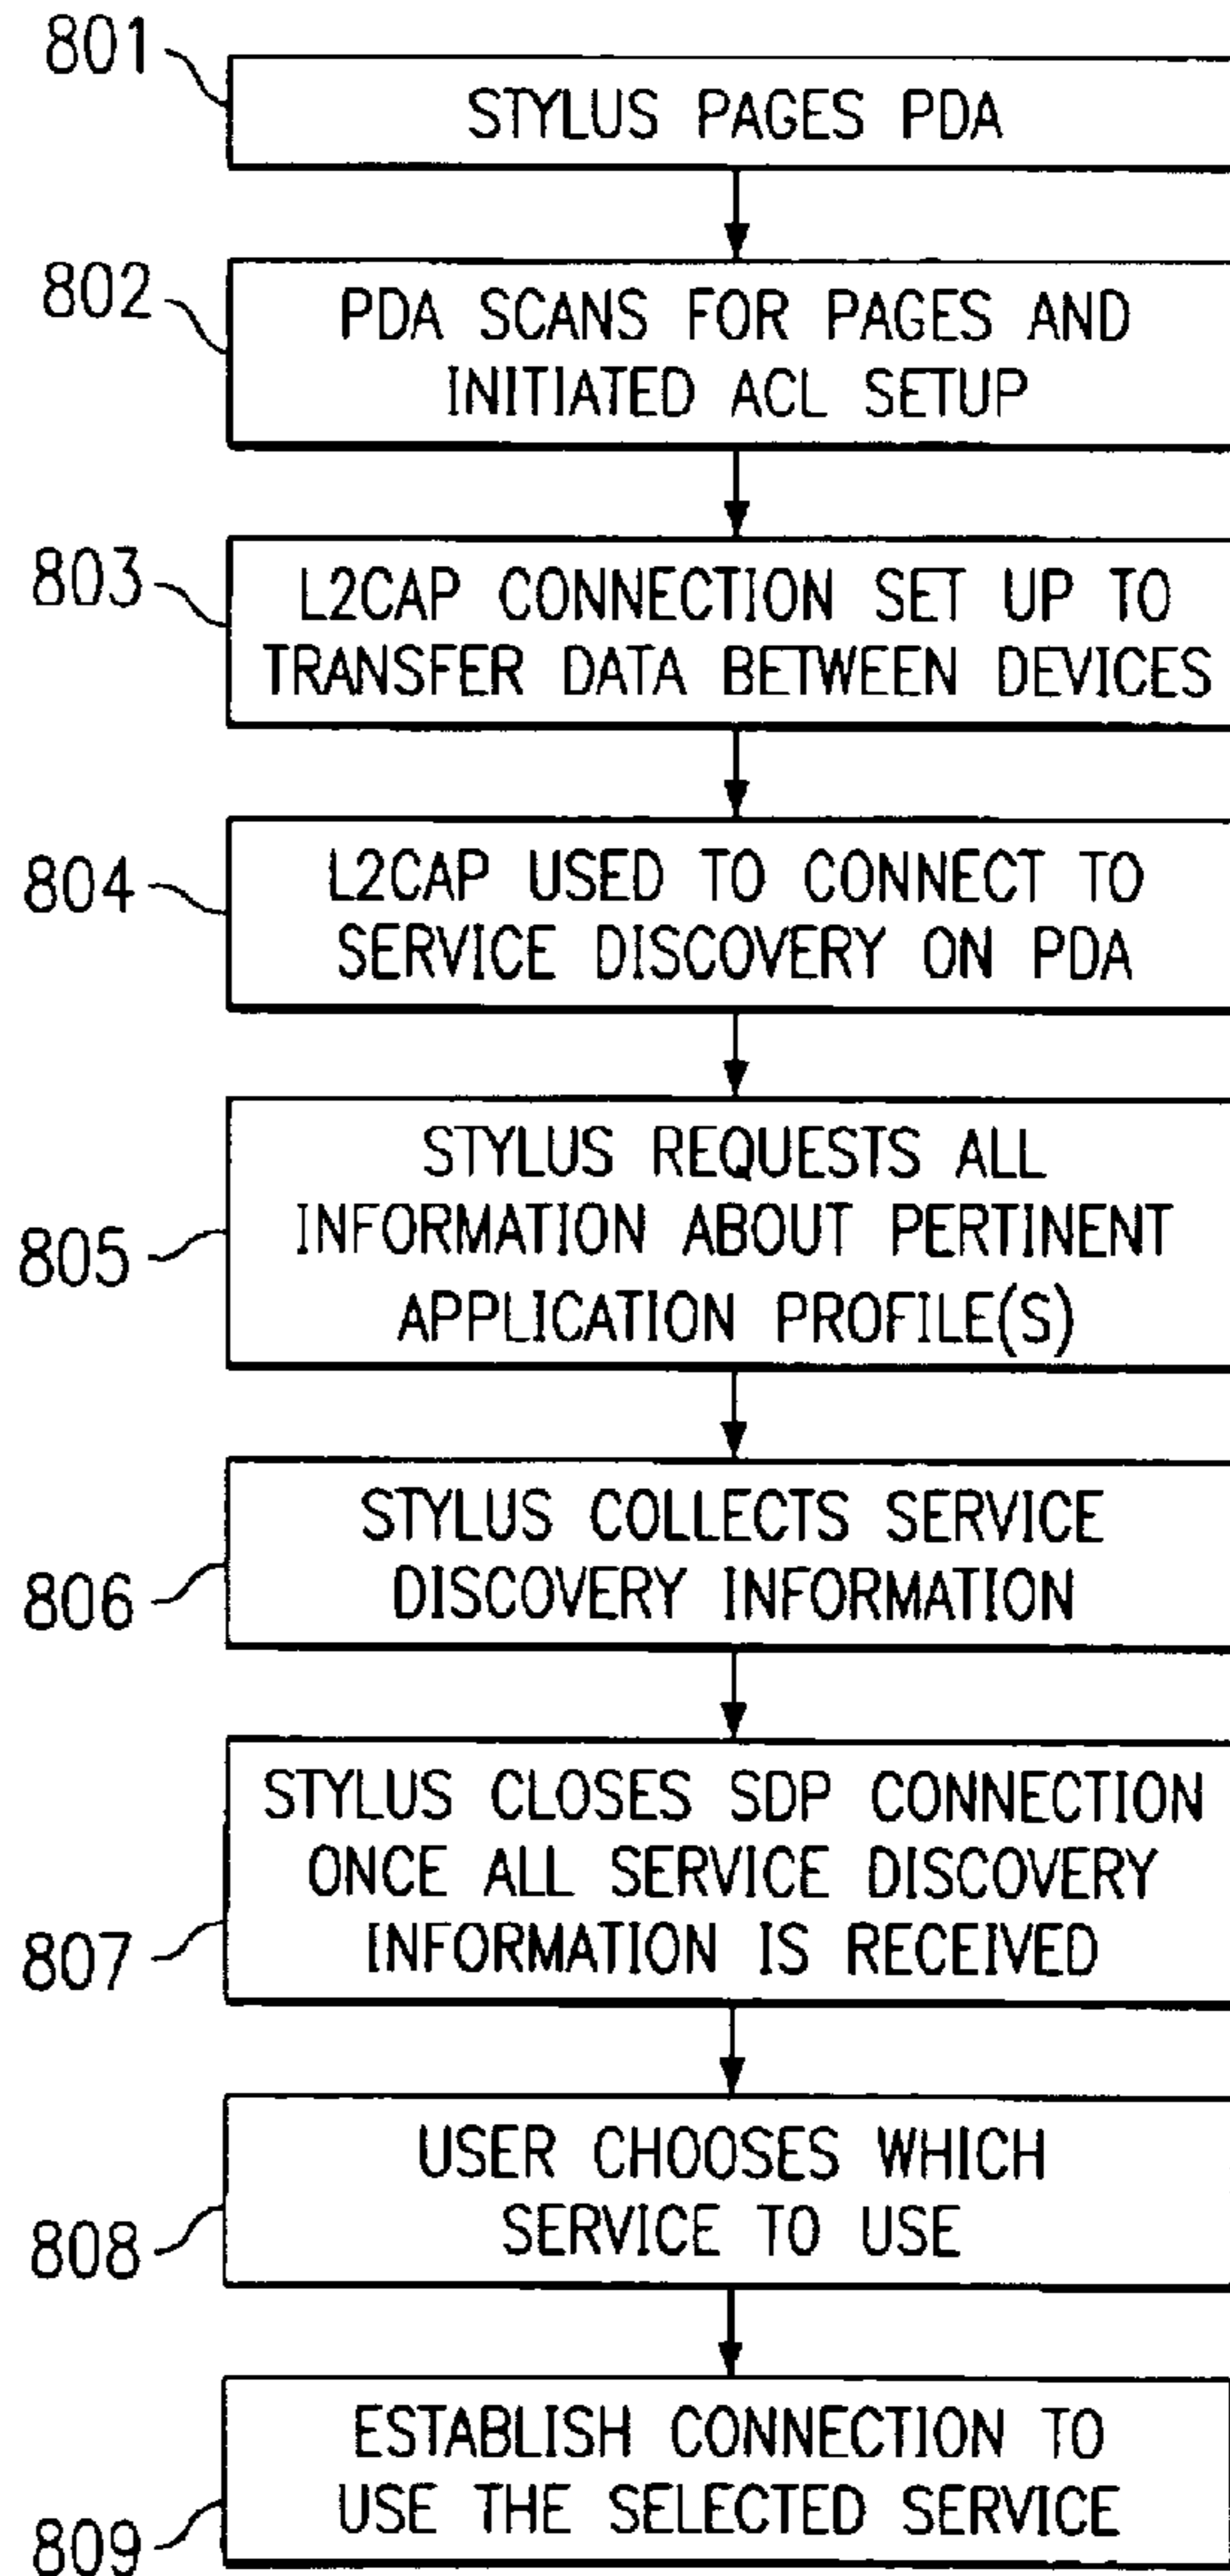 801
STYLUS PAGES PDA
802
PDA SCANS FOR PAGES AND
INITIATED ACL SETUP
803
L2CAP CONNECTION SET UP TO
TRANSFER DATA BETWEEN DEVICES
804
L2CAP USED TO CONNECT TO
SERVICE DISCOVERY ON PDA
805
STYLUS REQUESTS ALL
INFORMATION ABOUT PERTINENT
APPLICATION PROFILE(S)
806
STYLUS COLLECTS SERVICE
DISCOVERY INFORMATION
807
STYLUS CLOSES SDP CONNECTION
ONCE ALL SERVICE DISCOVERY
INFORMATION IS RECEIVED
808
USER CHOOSES WHICH
SERVICE TO USE
809
ESTABLISH CONNECTION TO
USE THE SELECTED SERVICE